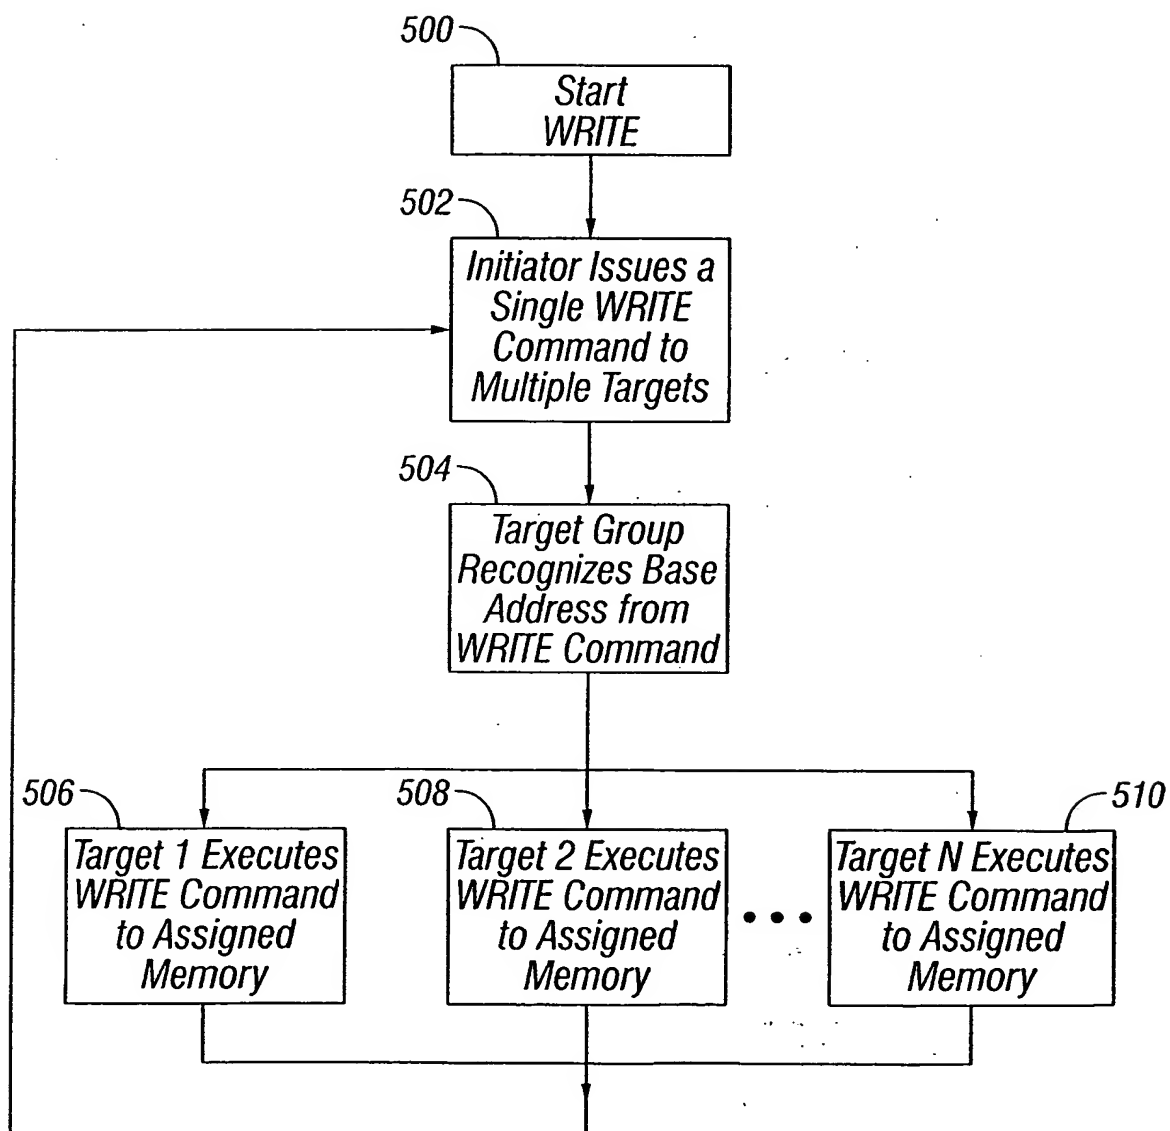 500
Start
WRITE
502
Initiator Issues a
Single WRITE
Command to
Multiple Targets
504
Target Group
Recognizes Base
Address from
WRITE Command
506
Target 1 Executes
WRITE Command
to Assigned
Memory
508
Target 2 Executes
WRITE Command
to Assigned
Memory
• • •
510
Target N Executes
WRITE Command
to Assigned
Memory